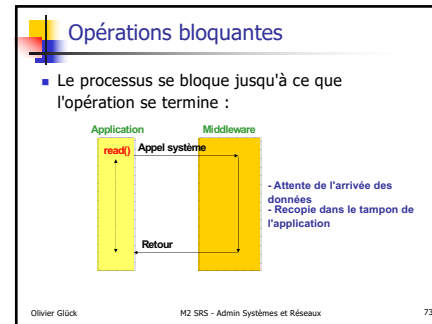 Opérations bloquantes
Le processus se bloque jusqu'à ce que
l'opération se termine :
Application
Middleware
read()
Appel système
- Attente de l'arrivée des
données
- Recopie dans le tampon de
l'application
Retour
Olivier Glück
M2 SRS - Admin Systèmes et Réseaux
73